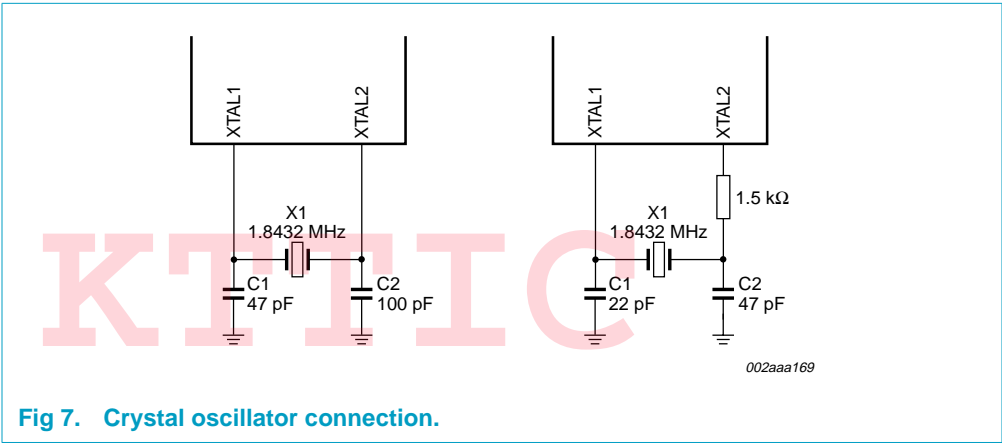 XTAL1
XTAL2
X1
1.8432 MHz
C1
47 pF
C2
100 pF
XTAL1
XTAL2
1.5 kΩ
X1
1.8432 MHz
C1
22 pF
C2
47 pF
KTTIC
002aaa169
Fig 7. Crystal oscillator connection.